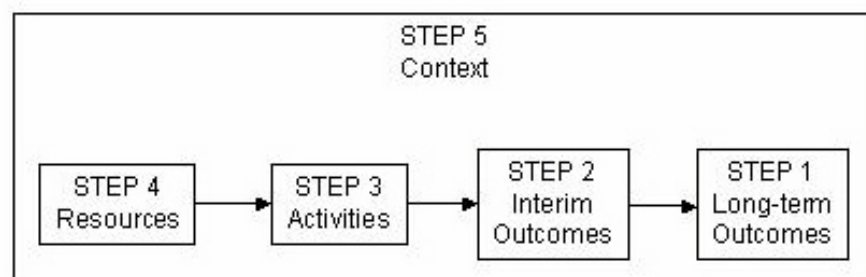 STEP 5
Context
STEP 4
Resources
STEP 3
Activities
STEP 2
Interim
Outcomes
STEP 1
Long-term
Outcomes